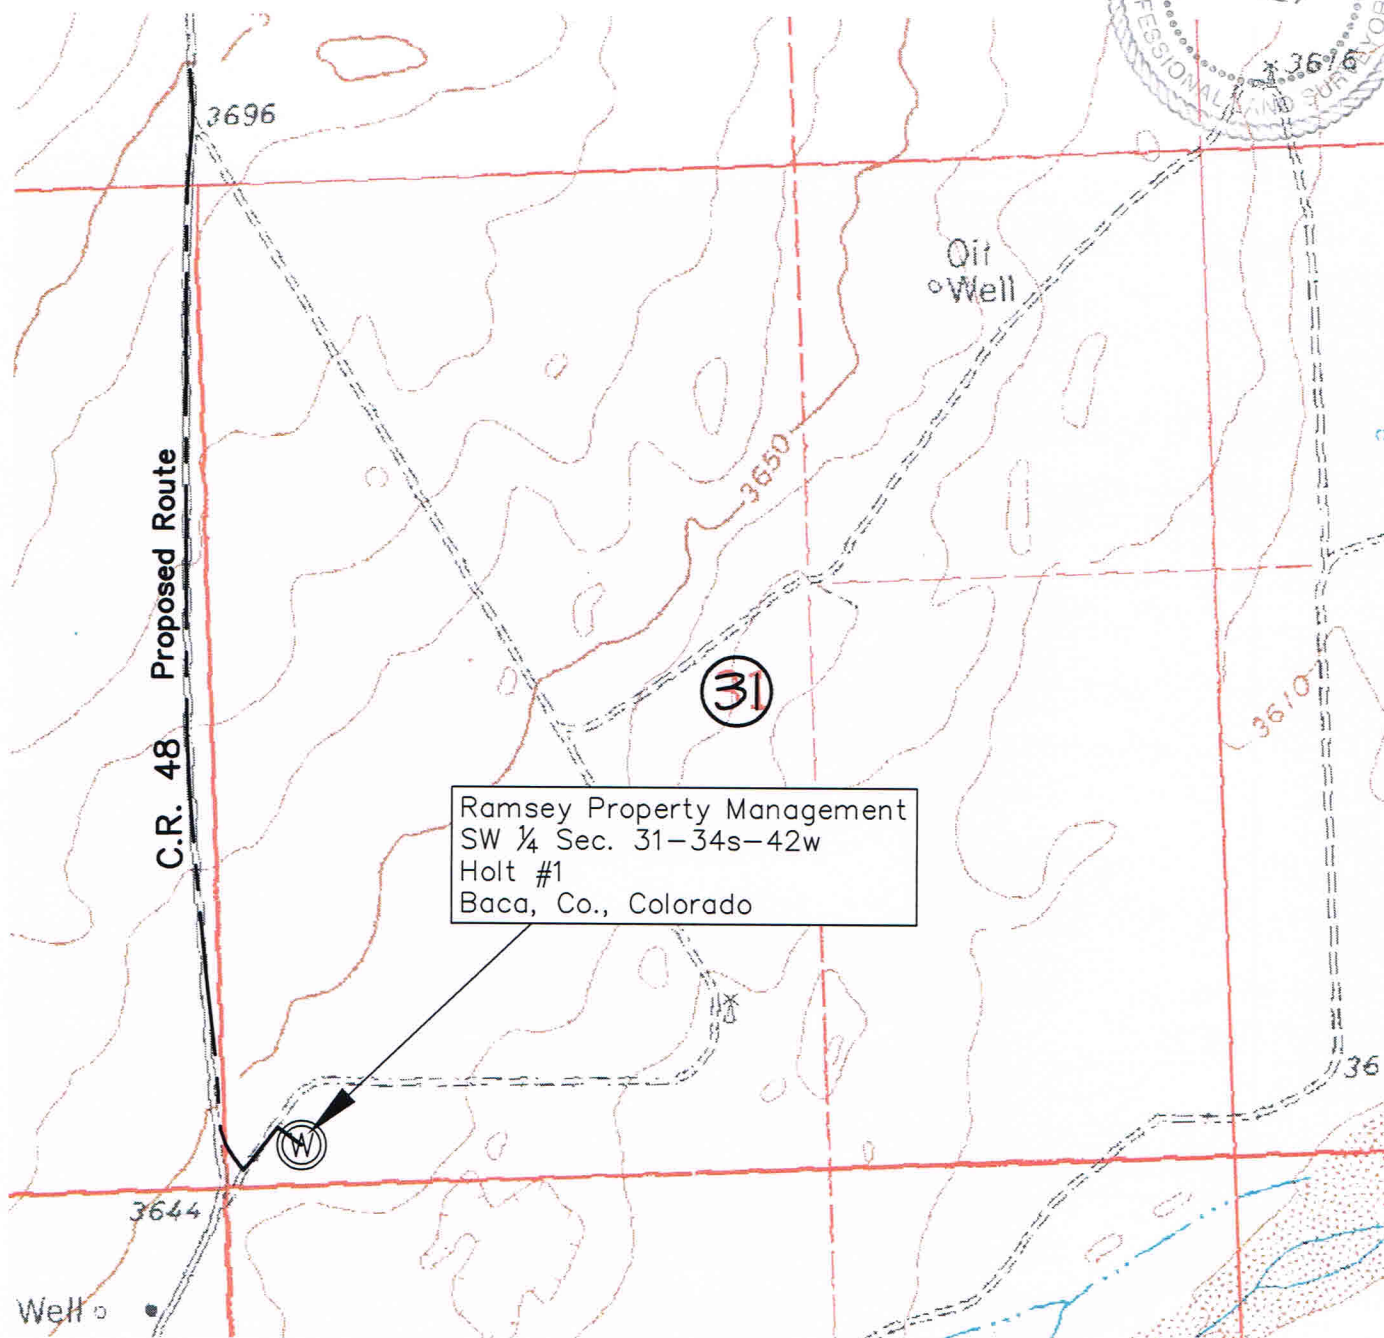 3616
3696
Oil
Well
3650
C.R. 48 Proposed Route
31
3610
Ramsey Property Management
SW ¼ Sec. 31-34s-42w
Holt #1
Baca, Co., Colorado
36
W
3644
Well